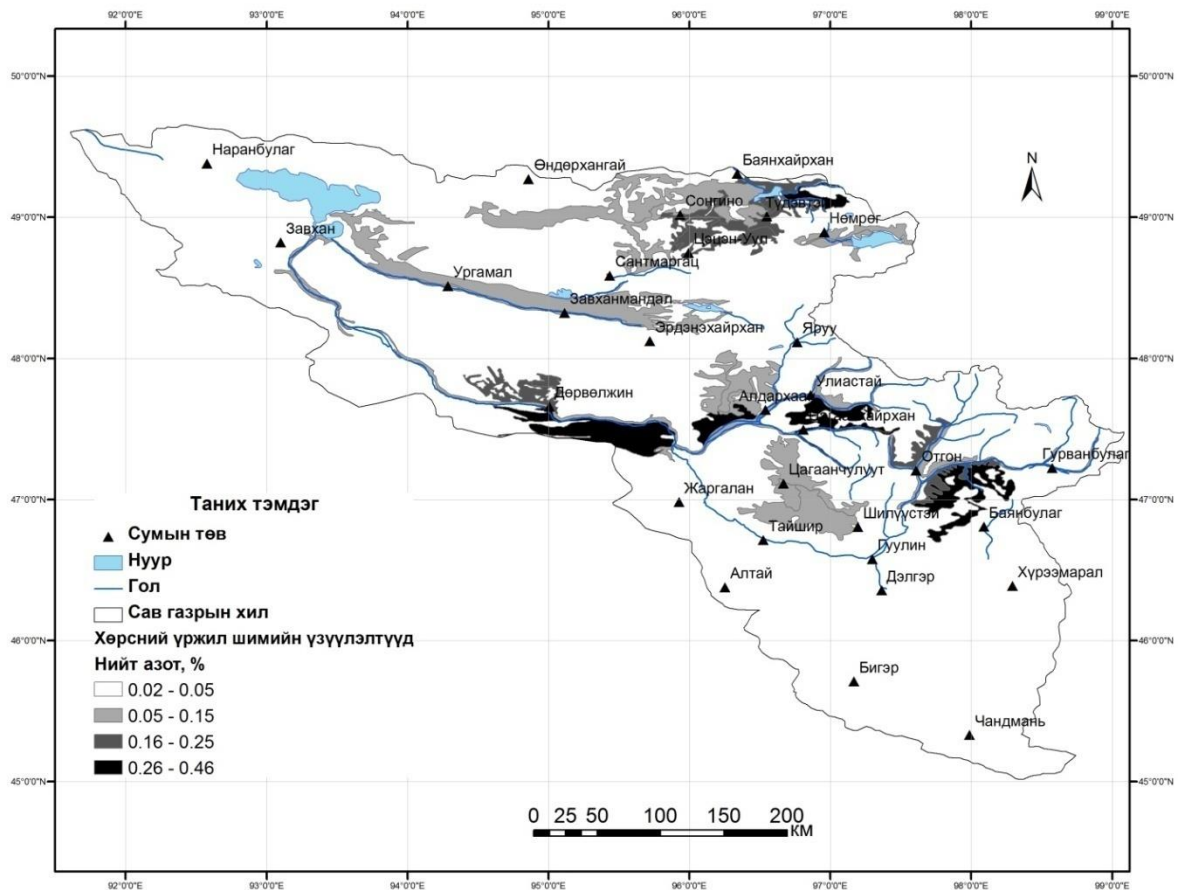 92°0'0"E 93°0'0"E 94°0'0"E 95°0'0"E 96°0'0"E 97°0'0"E 98°0'0"E 99°0'0"E
50°0'0"N 50°0'0"N
Наранбулаг Өндөрхангай Баянхайрхан
N
49°0'0"N Сонгино 49°0'0"N
Завхан Нөмрөг
Цэцэн-Уул
Ургамал Сантмаргац
Завханмандал
Эрдэнэхайрхан Яруу
48°0'0"N 48°0'0"N
Дөрвөлжин Улиастай
Алдархаан
Отгон Гурванбулаг
Цагаанчулуут
47°0'0"N Жаргалан 47°0'0"N
Таних тэмдэг
Тайшир Шилүүстэй Баянбулаг
Сумын төв
Гуулин
Нуур
Алтай Дэлгэр Хүрээмарал
Гол
Сав газрын хил
46°0'0"N 46°0'0"N
Хөрсний үржил шимийн үзүүлэлтүүд
Нийт азот, %
Бигэр
0.02 - 0.05
0.05 - 0.15
Чандмань
0.16 - 0.25
0.26 - 0.46
45°0'0"N 45°0'0"N
0 25 50 100 150 200
КМ
92°0'0"E 93°0'0"E 94°0'0"E 95°0'0"E 96°0'0"E 97°0'0"E 98°0'0"E 99°0'0"E